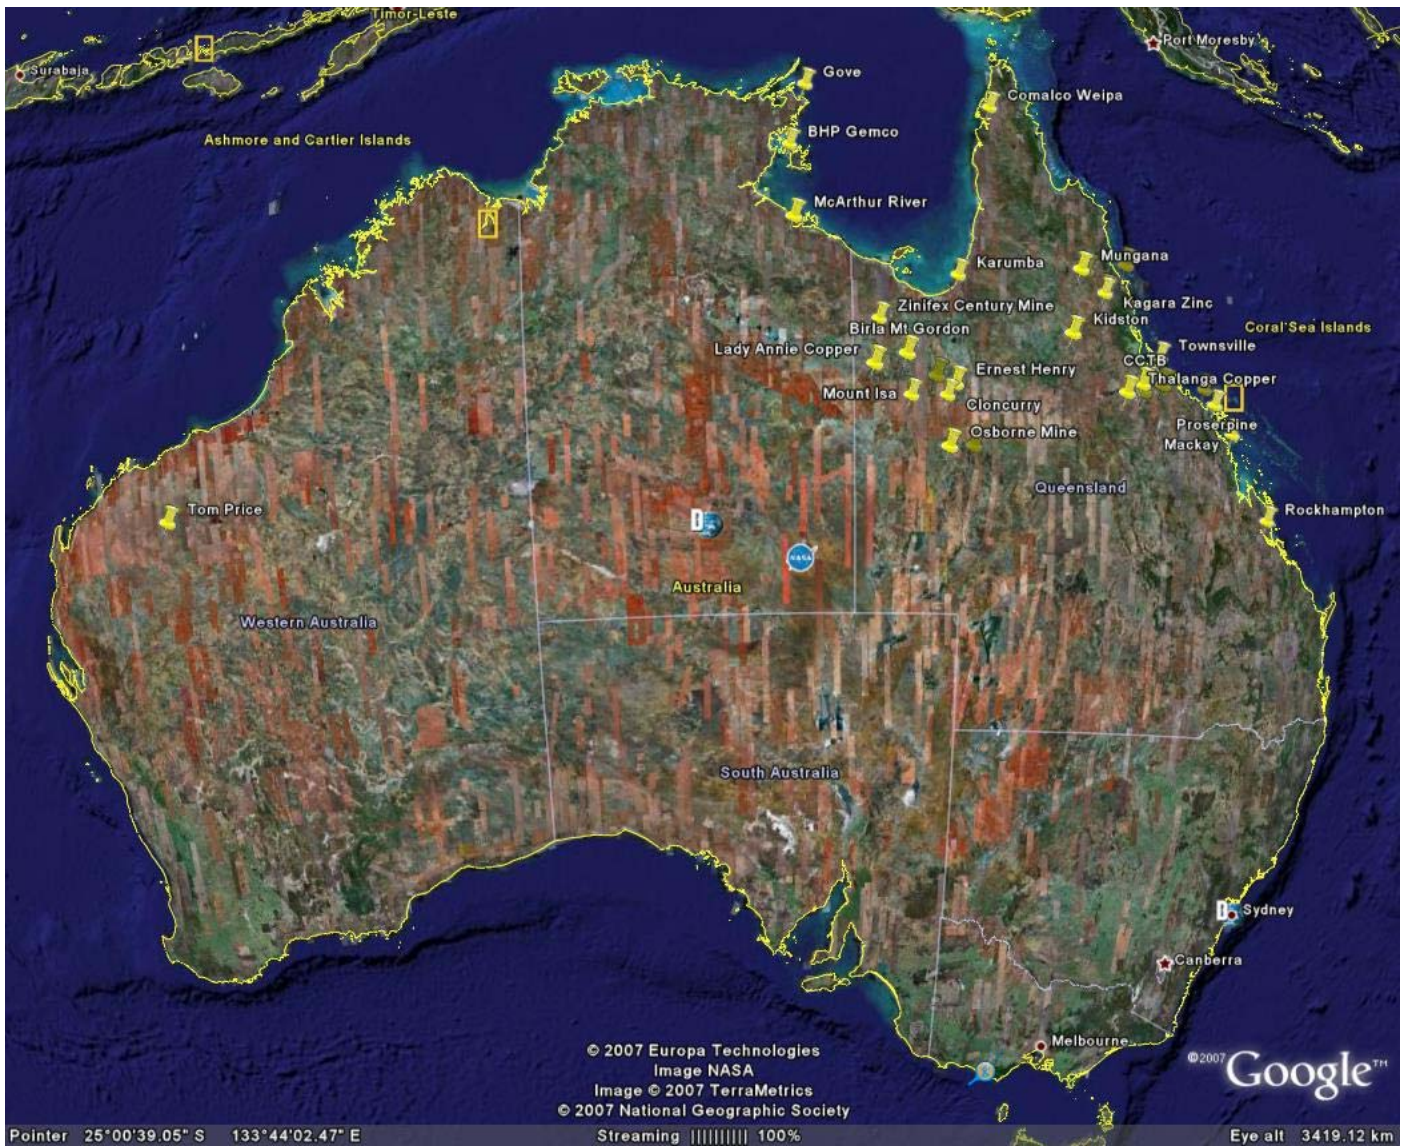 Timor-Leste
Port Moresby
Surabaja
Gove
Comalco Weipa
BHP Gemco
Ashmore and Cartier Islands
McArthur River
Mungana
Karumba
Kagara Zinc
Zinifex Century Mine
Kidston
Birla Mt Gordon
Coral Sea Islands
Lady Annie Copper
Townsville
CCTB
Ernest Henry
Thalanga Copper
Mount Isa
Cloncurry
Proserpine
Osborne Mine
Mackay
Queensland
Tom Price
Rockhampton
D
NASA
Australia
Western Australia
South Australia
D
Sydney
Canberra
Melbourne
© 2007 Europa Technologies
Image NASA
Image © 2007 TerraMetrics
© 2007 National Geographic Society
©2007 Google™
Pointer 25°00'39.05" S 133°44'02.47" E
Streaming |||||||||| 100%
Eye alt 3419.12 km